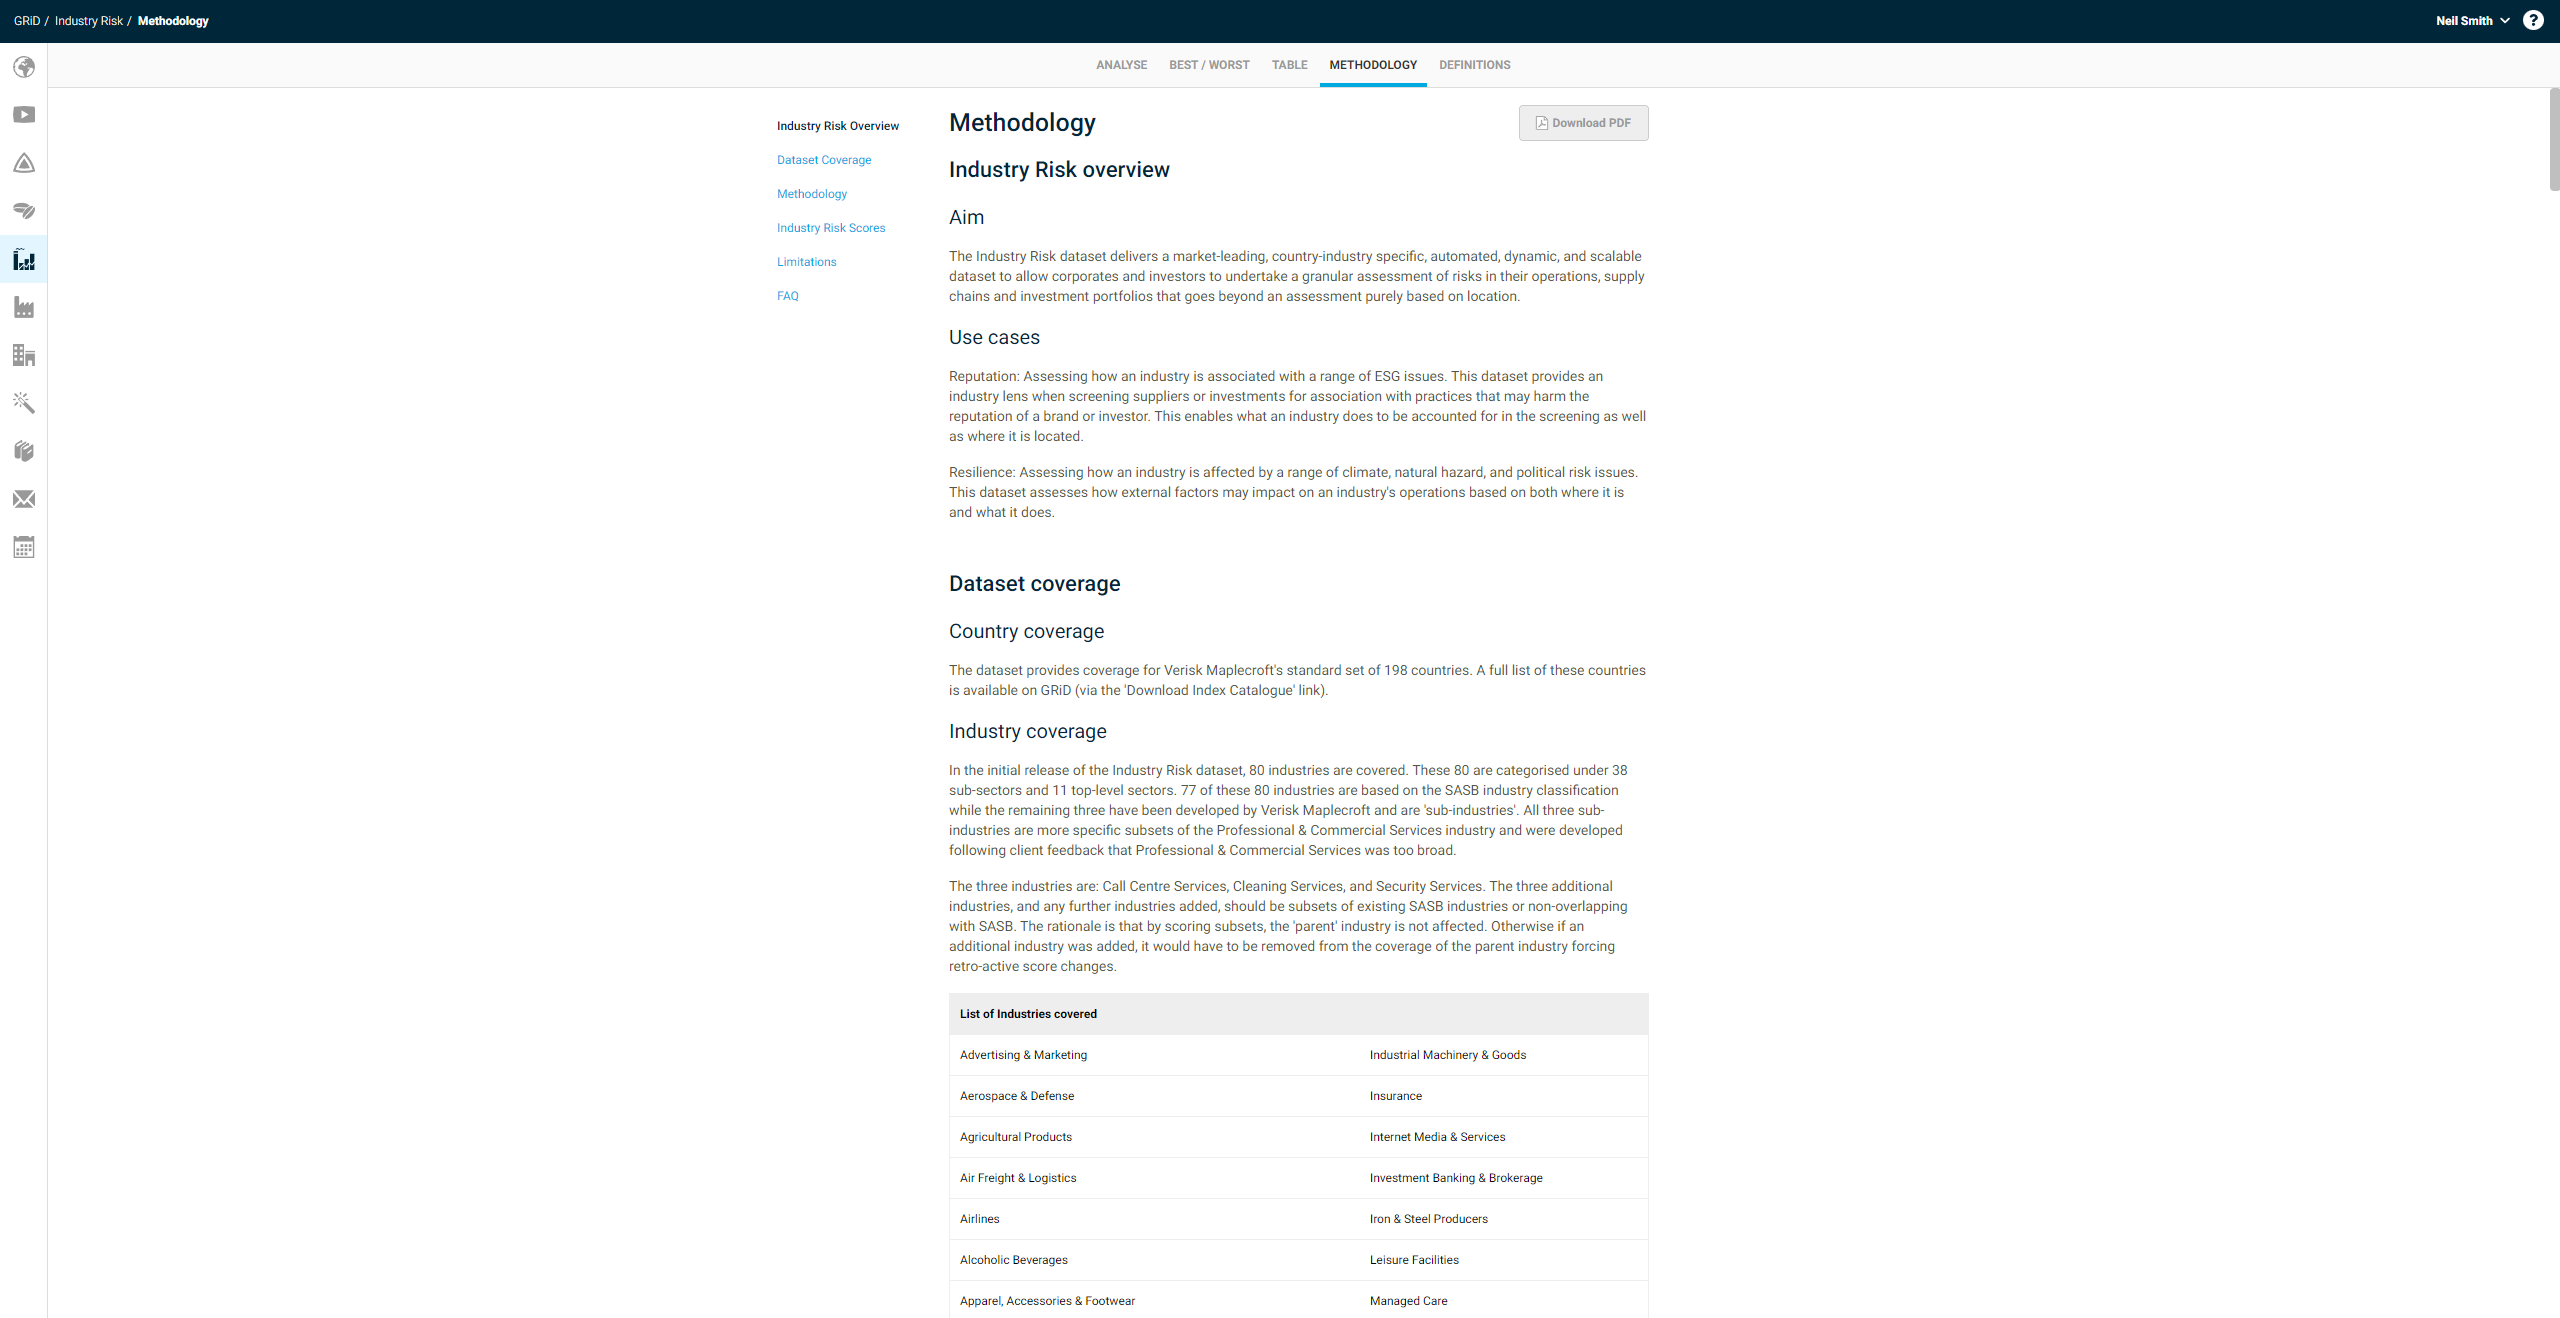 GRiD / Industry Risk / Methodology
Neil Smith
?
ANALYSE BEST / WORST TABLE METHODOLOGY DEFINITIONS
Industry Risk Overview
Dataset Coverage
Methodology
Industry Risk Scores
Limitations
FAQ
Methodology
Download PDF
Industry Risk overview
Aim
The Industry Risk dataset delivers a market-leading, country-industry specific, automated, dynamic, and scalable
dataset to allow corporates and investors to undertake a granular assessment of risks in their operations, supply
chains and investment portfolios that goes beyond an assessment purely based on location.
Use cases
Reputation: Assessing how an industry is associated with a range of ESG issues. This dataset provides an
industry lens when screening suppliers or investments for association with practices that may harm the
reputation of a brand or investor. This enables what an industry does to be accounted for in the screening as well
as where it is located.
Resilience: Assessing how an industry is affected by a range of climate, natural hazard, and political risk issues.
This dataset assesses how external factors may impact on an industry's operations based on both where it is
and what it does.
Dataset coverage
Country coverage
The dataset provides coverage for Verisk Maplecroft's standard set of 198 countries. A full list of these countries
is available on GRiD (via the 'Download Index Catalogue' link).
Industry coverage
In the initial release of the Industry Risk dataset, 80 industries are covered. These 80 are categorised under 38
sub-sectors and 11 top-level sectors. 77 of these 80 industries are based on the SASB industry classification
while the remaining three have been developed by Verisk Maplecroft and are 'sub-industries'. All three sub-
industries are more specific subsets of the Professional & Commercial Services industry and were developed
following client feedback that Professional & Commercial Services was too broad.
The three industries are: Call Centre Services, Cleaning Services, and Security Services. The three additional
industries, and any further industries added, should be subsets of existing SASB industries or non-overlapping
with SASB. The rationale is that by scoring subsets, the 'parent' industry is not affected. Otherwise if an
additional industry was added, it would have to be removed from the coverage of the parent industry forcing
retro-active score changes.
List of Industries covered
Advertising & Marketing Industrial Machinery & Goods
Aerospace & Defense Insurance
Agricultural Products Internet Media & Services
Air Freight & Logistics Investment Banking & Brokerage
Airlines Iron & Steel Producers
Alcoholic Beverages Leisure Facilities
Apparel, Accessories & Footwear Managed Care